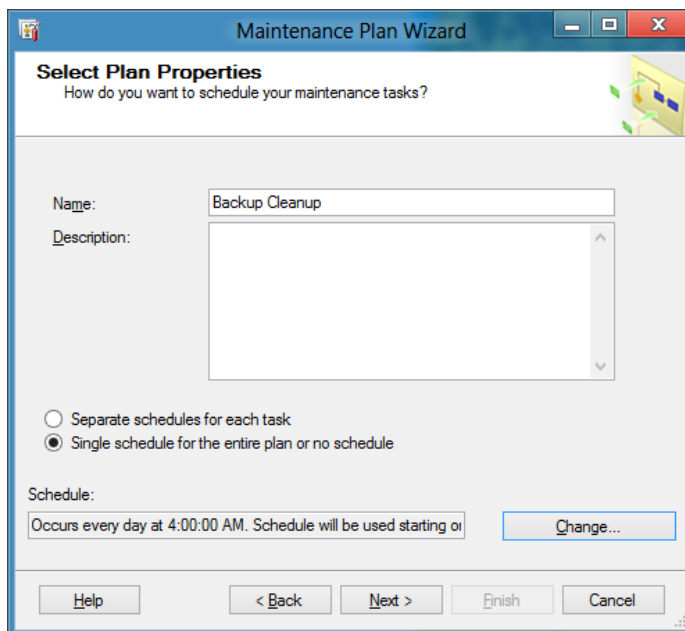 Maintenance Plan Wizard
Select Plan Properties
How do you want to schedule your maintenance tasks?
Name:
Backup Cleanup
Description:
Separate schedules for each task
Single schedule for the entire plan or no schedule
Schedule:
Occurs every day at 4:00:00 AM. Schedule will be used starting
Change...
Help
< Back
Next >
Finish
Cancel